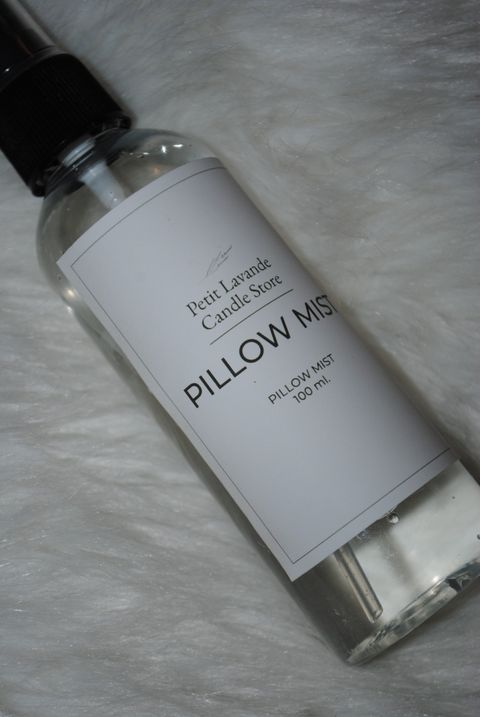 Petit Lavande
Candle Store
PILLOW MIST
PILLOW MIST
100 ml.